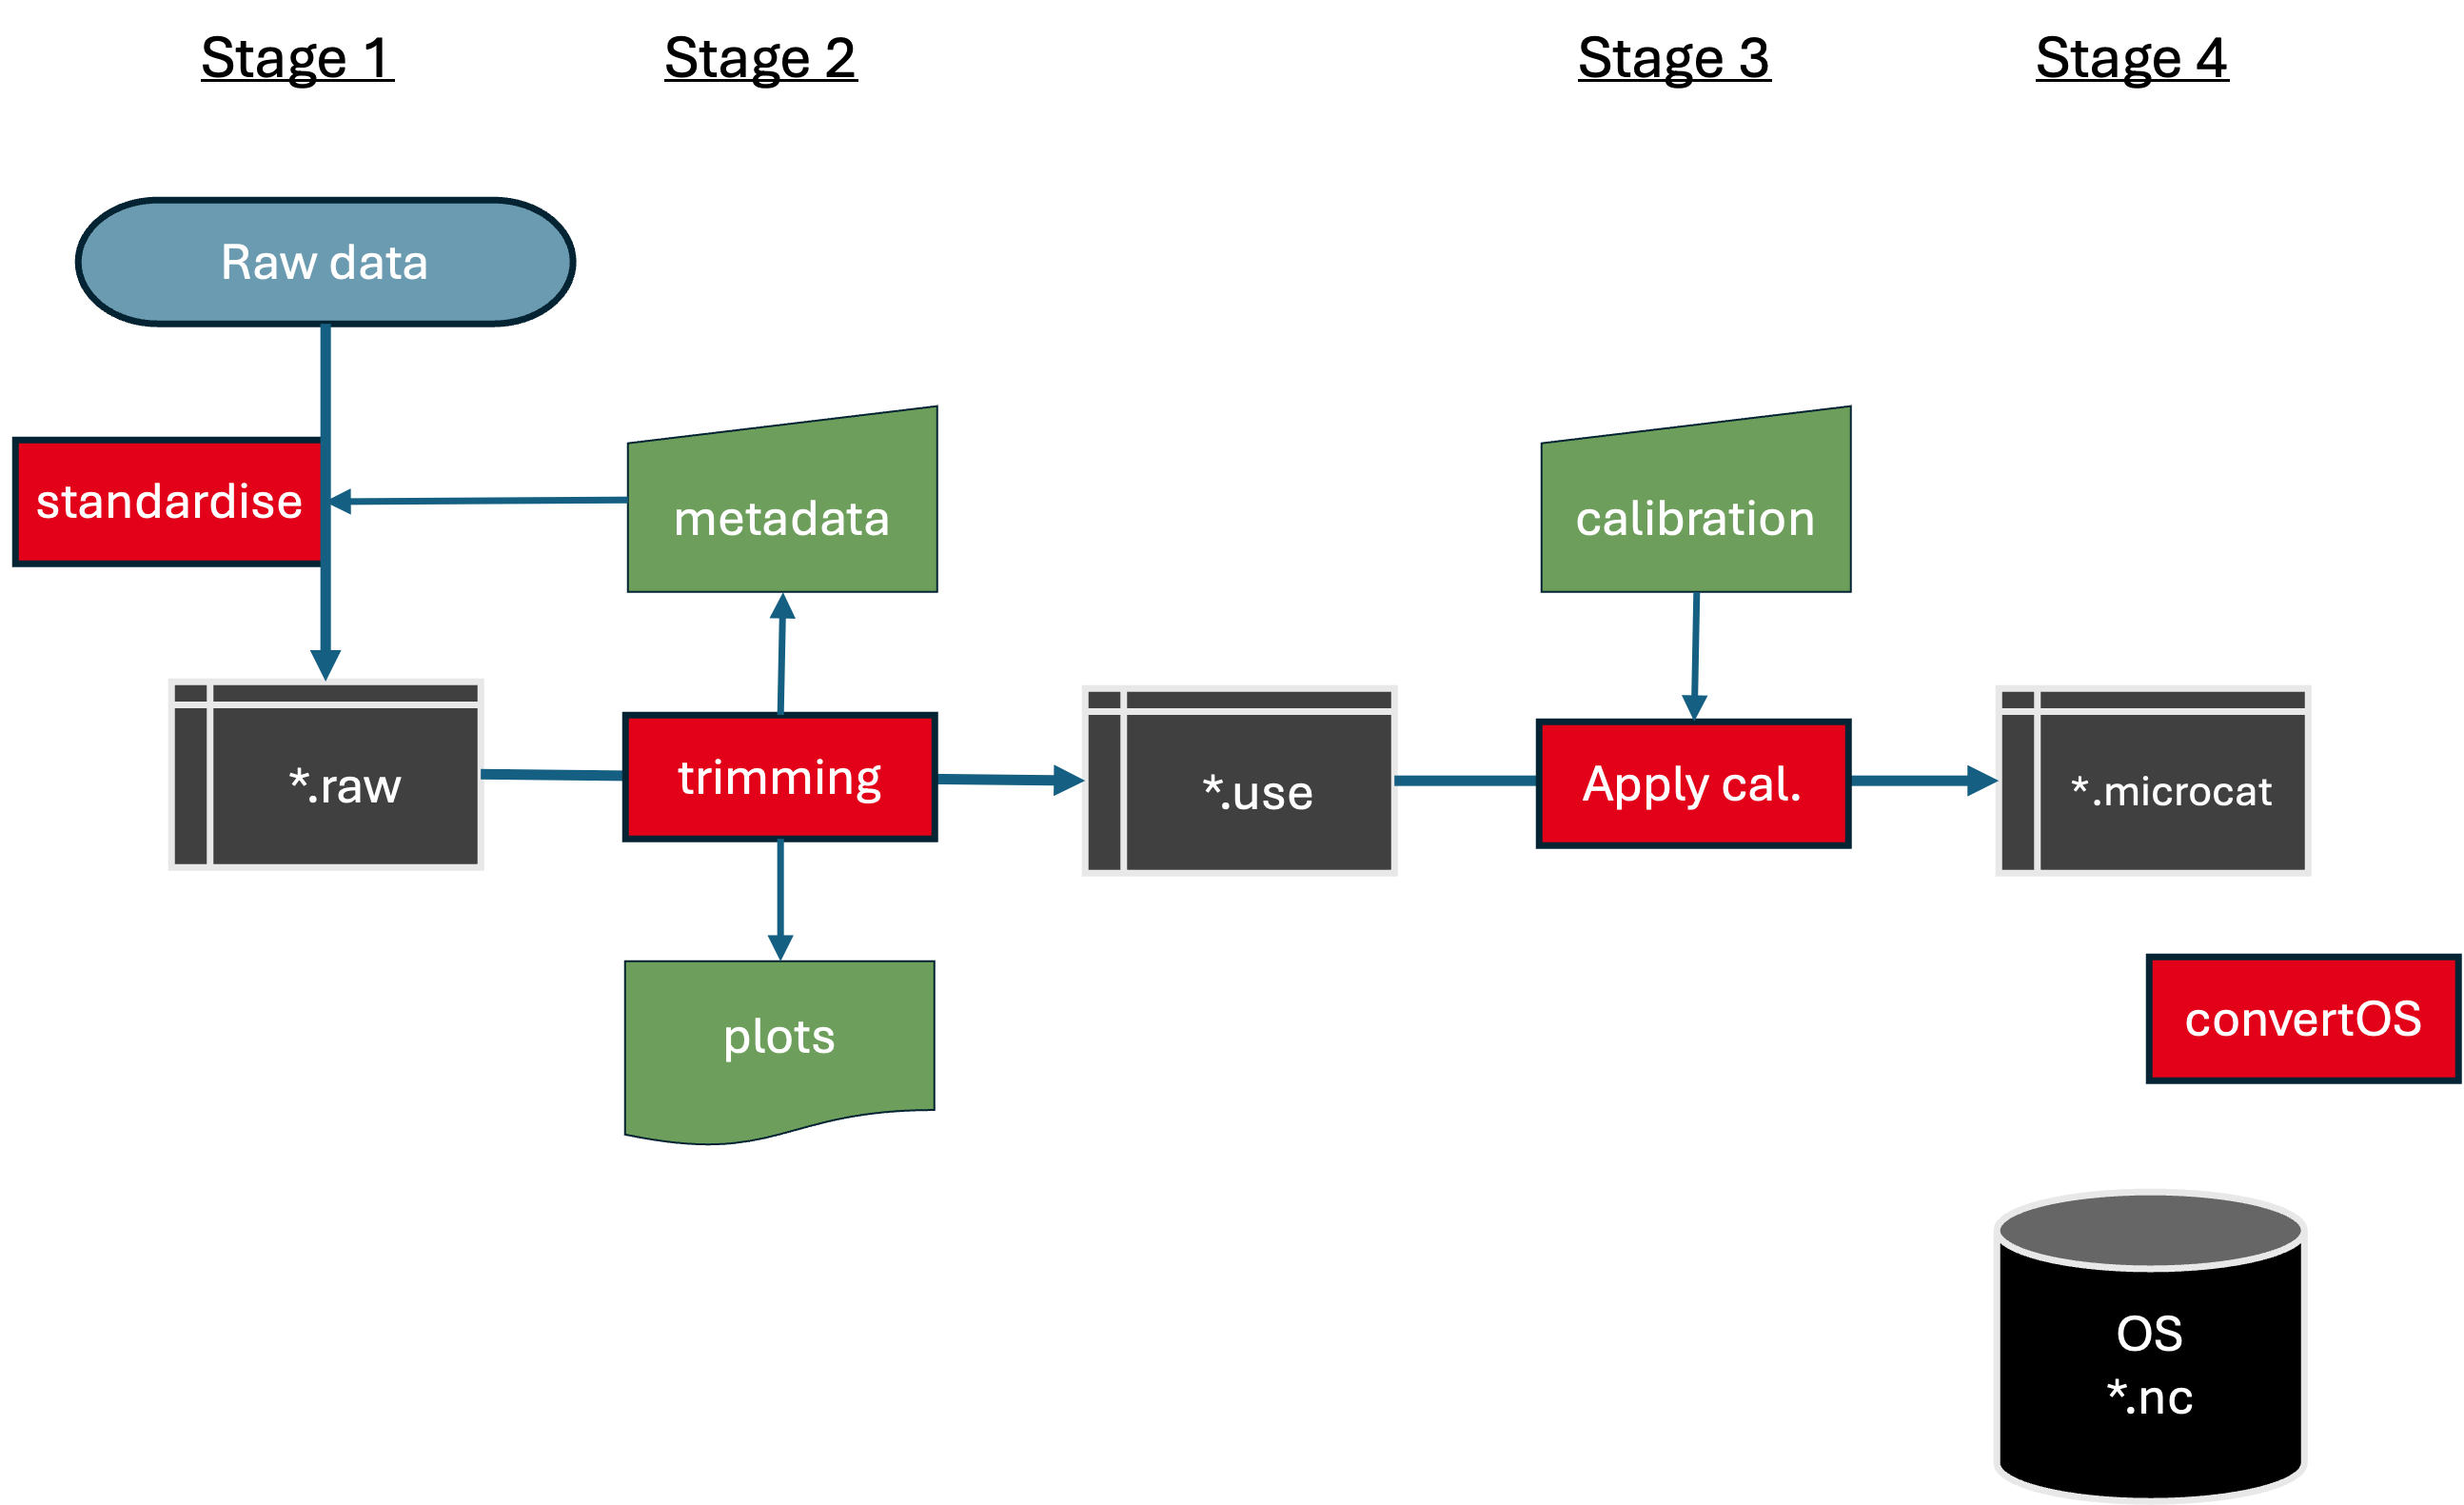 Stage 1
Stage 2
Stage 3
Stage 4
Raw data
standardise
metadata
calibration
*.raw
trimming
*.use
Apply cal.
*.microcat
plots
convertOS
OS
*.nc